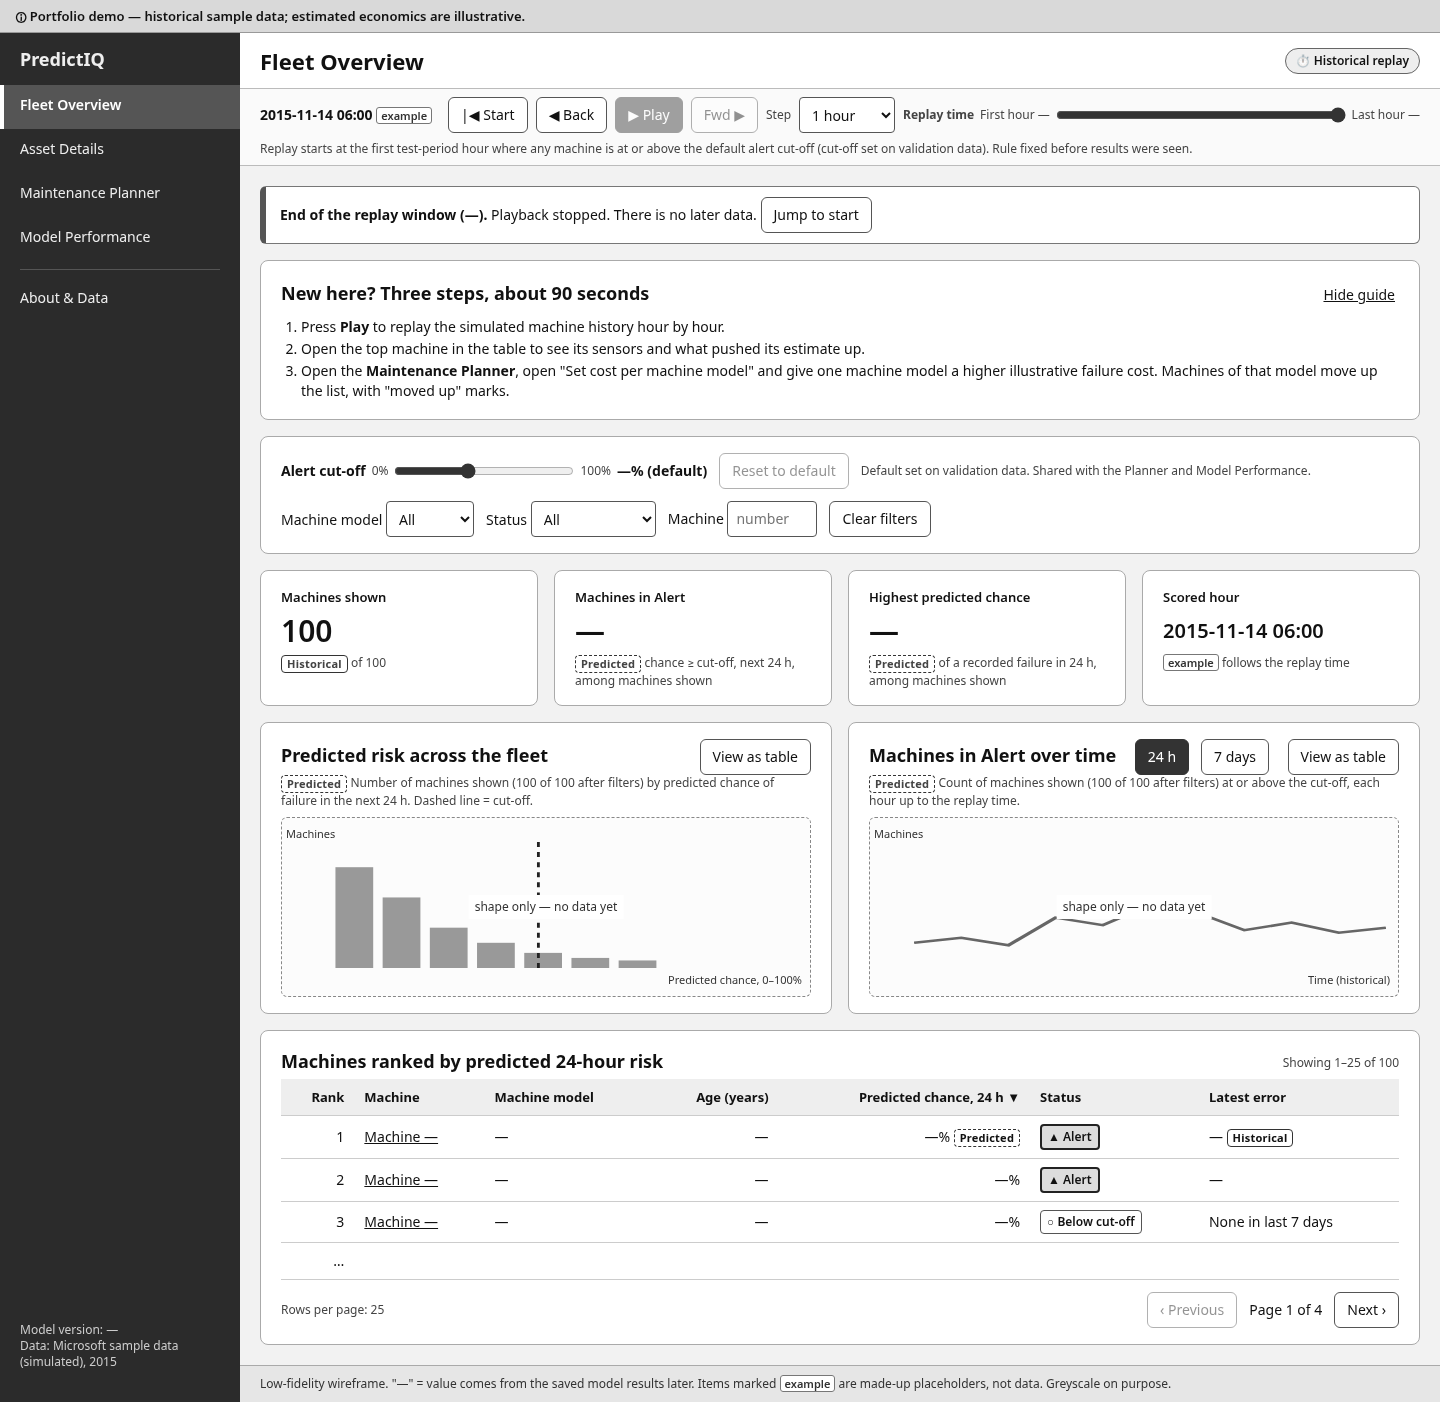 ⓘ Portfolio demo — historical sample data; estimated economics are illustrative.
PredictIQ
Fleet Overview
Asset Details
Maintenance Planner
Model Performance
About & Data
Model version: —
Data: Microsoft sample data
(simulated), 2015
Fleet Overview
⏱ Historical replay
2015-11-14 06:00 example |◀ Start ◀ Back ▶ Play Fwd ▶ Step 1 hour Replay time First hour — Last hour —
Replay starts at the first test-period hour where any machine is at or above the default alert cut-off (cut-off set on validation data). Rule fixed before results were seen.
End of the replay window (—). Playback stopped. There is no later data. Jump to start
New here? Three steps, about 90 seconds
Hide guide
1. Press Play to replay the simulated machine history hour by hour.
2. Open the top machine in the table to see its sensors and what pushed its estimate up.
3. Open the Maintenance Planner, open "Set cost per machine model" and give one machine model a higher illustrative failure cost. Machines of that model move up
the list, with "moved up" marks.
Alert cut-off 0% 100% —% (default) Reset to default Default set on validation data. Shared with the Planner and Model Performance.
Machine model All Status All Machine number Clear filters
Machines shown
100
Historical of 100
Machines in Alert
—
Predicted chance ≥ cut-off, next 24 h,
among machines shown
Highest predicted chance
—
Predicted of a recorded failure in 24 h,
among machines shown
Scored hour
2015-11-14 06:00
example follows the replay time
Predicted risk across the fleet
View as table
Predicted Number of machines shown (100 of 100 after filters) by predicted chance of
failure in the next 24 h. Dashed line = cut-off.
Machines
shape only — no data yet
Predicted chance, 0–100%
Machines in Alert over time
24 h 7 days View as table
Predicted Count of machines shown (100 of 100 after filters) at or above the cut-off, each
hour up to the replay time.
Machines
shape only — no data yet
Time (historical)
Machines ranked by predicted 24-hour risk
Showing 1–25 of 100
Rank Machine Machine model Age (years) Predicted chance, 24 h ▼ Status Latest error
1 Machine — — — —% Predicted ▲ Alert — Historical
2 Machine — — — —% ▲ Alert —
3 Machine — — — —% ○ Below cut-off None in last 7 days
...
Rows per page: 25
‹ Previous Page 1 of 4 Next ›
Low-fidelity wireframe. "—" = value comes from the saved model results later. Items marked example are made-up placeholders, not data. Greyscale on purpose.